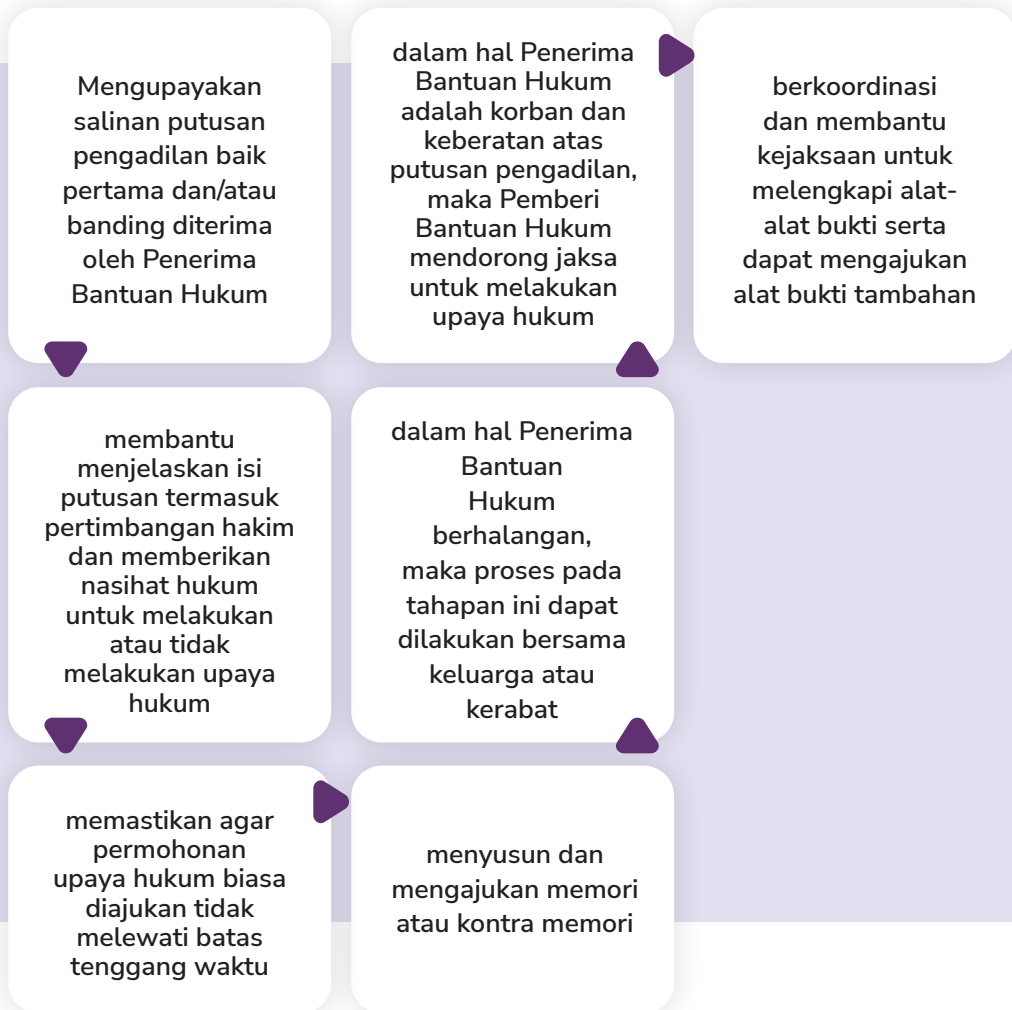 Mengupayakan
salinan putusan
pengadilan baik
pertama dan/atau
banding diterima
oleh Penerima
Bantuan Hukum
membantu
menjelaskan isi
putusan termasuk
pertimbangan hakim
dan memberikan
nasihat hukum
untuk melakukan
atau tidak
melakukan upaya
hukum
memastikan agar
permohonan
upaya hukum biasa
diajukan tidak
melewati batas
tenggang waktu
menyusun dan
mengajukan memori
atau kontra memori
dalam hal Penerima
Bantuan
Hukum
berhalangan,
maka proses pada
tahapan ini dapat
dilakukan bersama
keluarga atau
kerabat
dalam hal Penerima
Bantuan Hukum
adalah korban dan
keberatan atas
putusan pengadilan,
maka Pemberi
Bantuan Hukum
mendorong jaksa
untuk melakukan
upaya hukum
berkoordinasi
dan membantu
kejaksaan untuk
melengkapi alat-
alat bukti serta
dapat mengajukan
alat bukti tambahan